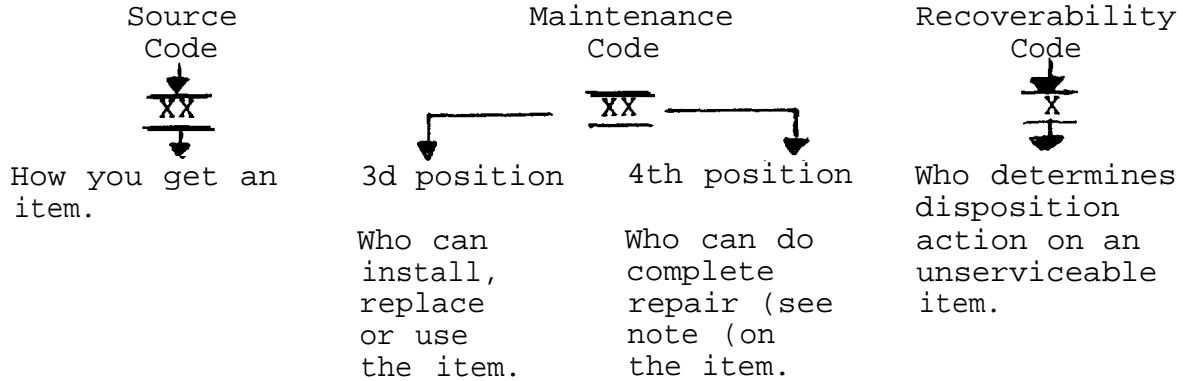 Source
Code
XX
How you get an
item.
Maintenance
Code
XX
3d position
Who can
install,
replace
or use
the item.
4th position
Who can do
complete
repair (see
note (on
the item.
Recoverability
Code
X
Who determines
disposition
action on an
unserviceable
item.